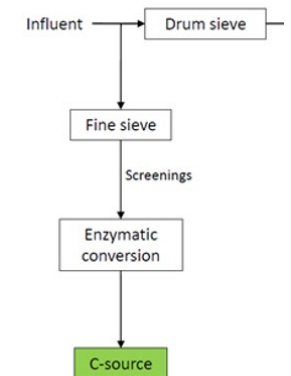 Influent
Drum sieve
Fine sieve
Screenings
Enzymatic
conversion
C-source